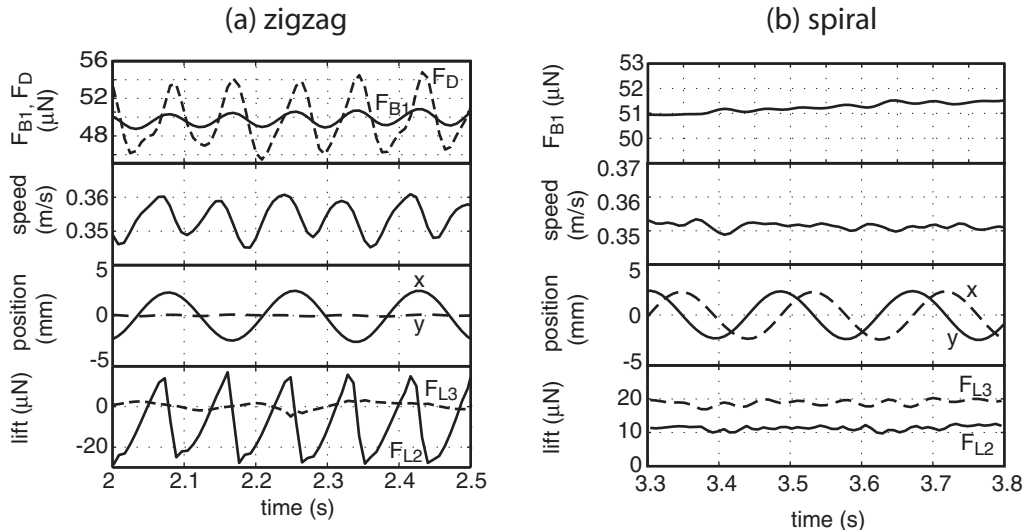 (a) zigzag
56
52
48
F_B1, F_D
(μN)
F_D
F_B1
0.36
0.35
speed
(m/s)
5
0
-5
position
(mm)
x
y
0
-20
lift (μN)
F_L3
F_L2
-30
2
2.1
2.2
2.3
2.4
2.5
time (s)
(b) spiral
53
52
51
50
F_B1 (μN)
0.37
0.36
0.35
speed
(m/s)
5
0
-5
position
(mm)
x
y
20
10
0
lift (μN)
F_L3
F_L2
3.3
3.4
3.5
3.6
3.7
3.8
time (s)